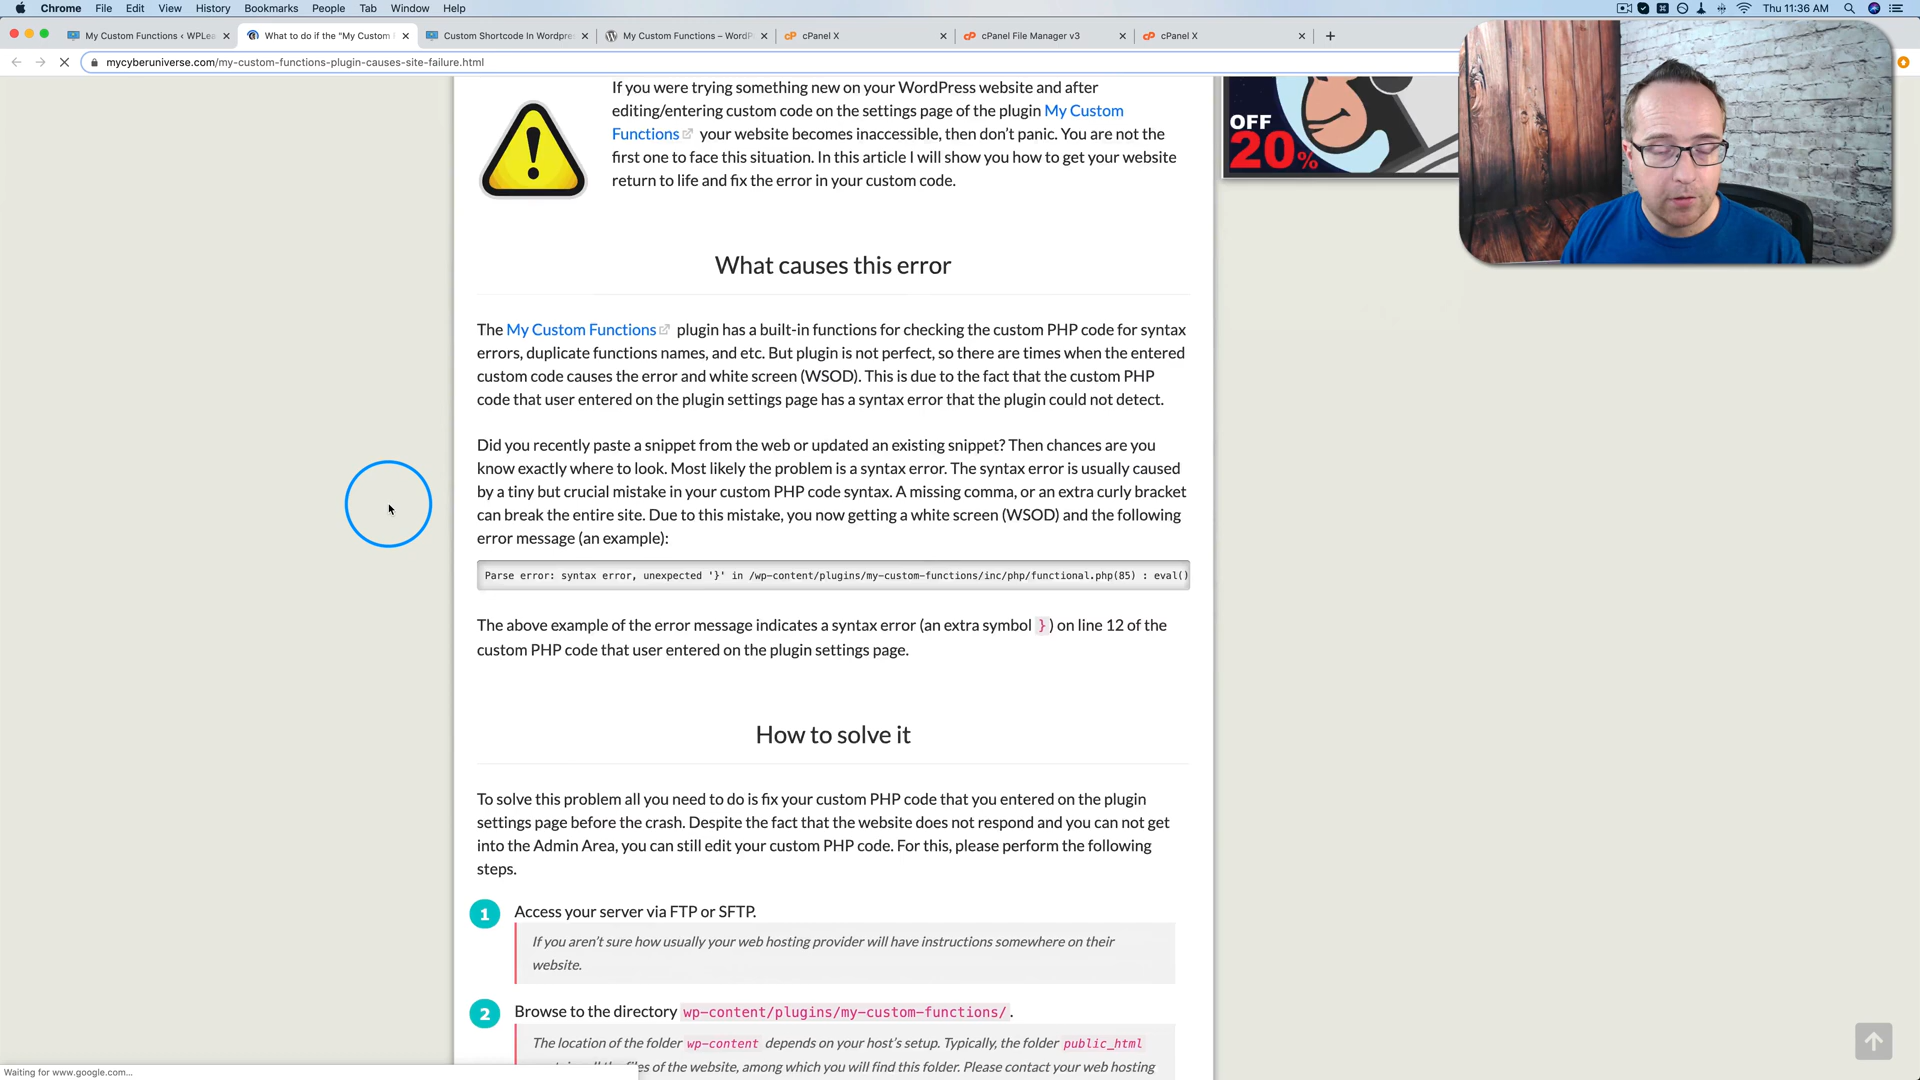 Chrome File Edit View History Bookmarks People Tab Window Help Thu 11:36 AM
My Custom Functions ‹ WPLea
What to do if the "My Custom
Custom Shortcode In Wordpre
My Custom Functions – WordP
cPanel X
cPanel File Manager v3
cPanel X
mycyberuniverse.com/my-custom-functions-plugin-causes-site-failure.html
If you were trying something new on your WordPress website and after
editing/entering custom code on the settings page of the plugin My Custom
Functions your website becomes inaccessible, then don't panic. You are not the
first one to face this situation. In this article I will show you how to get your website
return to life and fix the error in your custom code.
OFF
20%
What causes this error
The My Custom Functions plugin has a built-in functions for checking the custom PHP code for syntax
errors, duplicate functions names, and etc. But plugin is not perfect, so there are times when the entered
custom code causes the error and white screen (WSOD). This is due to the fact that the custom PHP
code that user entered on the plugin settings page has a syntax error that the plugin could not detect.
Did you recently paste a snippet from the web or updated an existing snippet? Then chances are you
know exactly where to look. Most likely the problem is a syntax error. The syntax error is usually caused
by a tiny but crucial mistake in your custom PHP code syntax. A missing comma, or an extra curly bracket
can break the entire site. Due to this mistake, you now getting a white screen (WSOD) and the following
error message (an example):
Parse error: syntax error, unexpected '}' in /wp-content/plugins/my-custom-functions/inc/php/functional.php(85) : eval()
The above example of the error message indicates a syntax error (an extra symbol } ) on line 12 of the
custom PHP code that user entered on the plugin settings page.
How to solve it
To solve this problem all you need to do is fix your custom PHP code that you entered on the plugin
settings page before the crash. Despite the fact that the website does not respond and you can not get
into the Admin Area, you can still edit your custom PHP code. For this, please perform the following
steps.
1 Access your server via FTP or SFTP.
If you aren't sure how usually your web hosting provider will have instructions somewhere on their
website.
2 Browse to the directory wp-content/plugins/my-custom-functions/ .
The location of the folder wp-content depends on your host's setup. Typically, the folder public_html
es of the website, among which you will find this folder. Please contact your web hosting
Waiting for www.google.com...